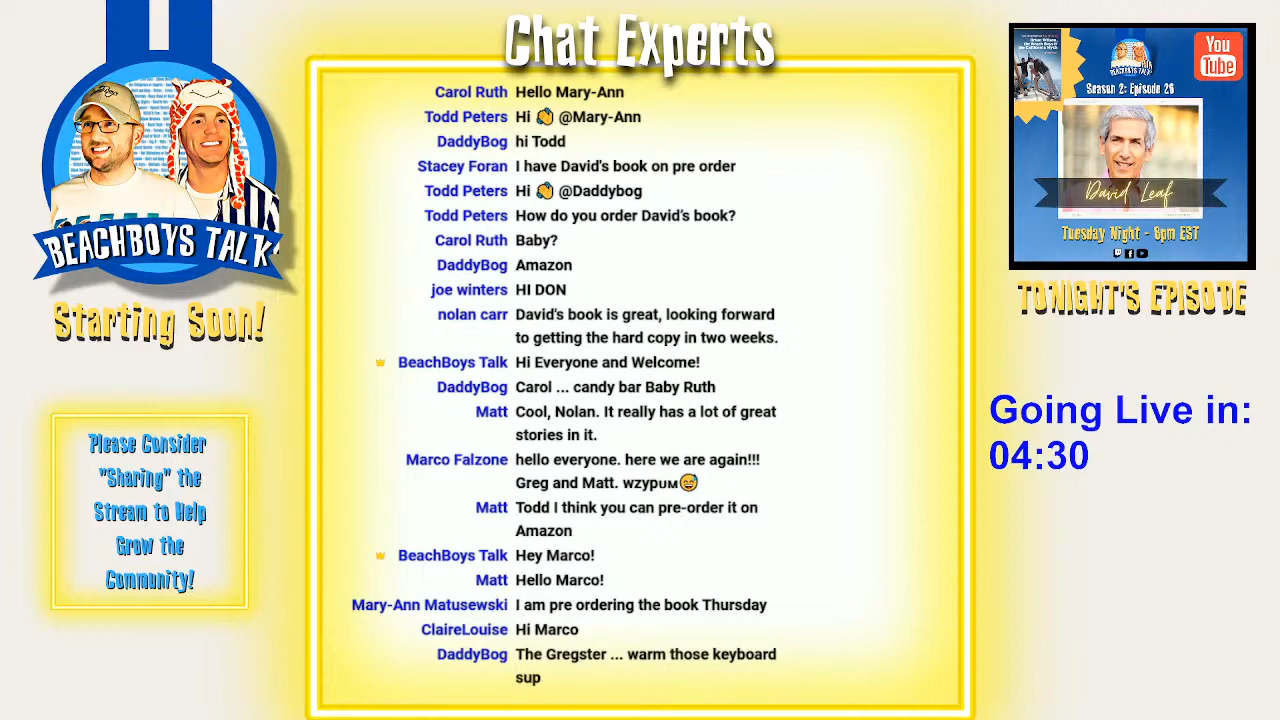 Chat Experts
BEACHBOYS TALK
Starting Soon!
Please Consider
"Sharing" the
Stream to Help
Grow the
Community!
Carol Ruth Hello Mary-Ann
Todd Peters Hi 👏 @Mary-Ann
DaddyBog hi Todd
Stacey Foran I have David's book on pre order
Todd Peters Hi 👏 @Daddybog
Todd Peters How do you order David's book?
Carol Ruth Baby?
DaddyBog Amazon
joe winters HI DON
nolan carr David's book is great, looking forward
to getting the hard copy in two weeks.
BeachBoys Talk Hi Everyone and Welcome!
DaddyBog Carol ... candy bar Baby Ruth
Matt Cool, Nolan. It really has a lot of great
stories in it.
Marco Falzone hello everyone. here we are again!!!
Greg and Matt. wzypᴜᴍ😅
Matt Todd I think you can pre-order it on
Amazon
BeachBoys Talk Hey Marco!
Matt Hello Marco!
Mary-Ann Matusewski I am pre ordering the book Thursday
ClaireLouise Hi Marco
DaddyBog The Gregster ... warm those keyboard
sup
You
Tube
BEACHBOYS TALK
Season 2: Episode 26
David Leaf
Tuesday Night - 8pm EST
TONIGHT'S EPISODE
Going Live in:
04:30